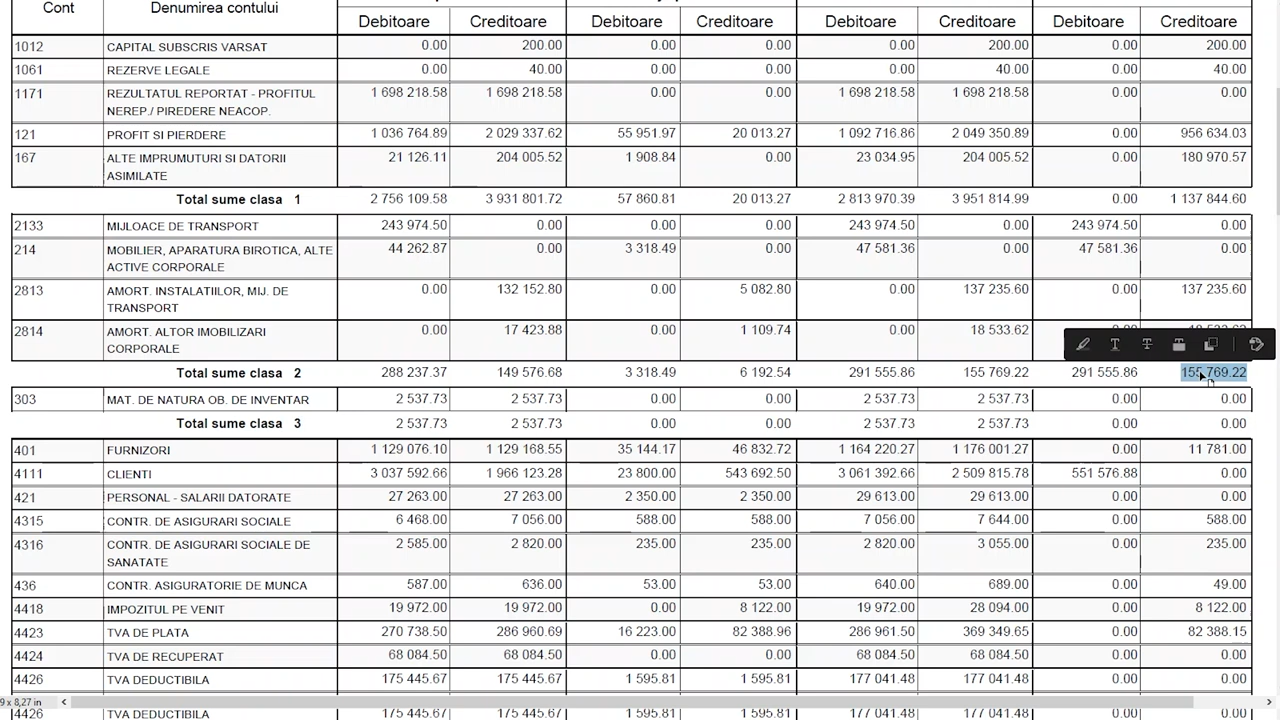 Cont Denumirea contului
Debitoare Creditoare Debitoare Creditoare Debitoare Creditoare Debitoare Creditoare
1012 CAPITAL SUBSCRIS VARSAT 0.00 200.00 0.00 0.00 0.00 200.00 0.00 200.00
1061 REZERVE LEGALE 0.00 40.00 0.00 0.00 0.00 40.00 0.00 40.00
1171 REZULTATUL REPORTAT - PROFITUL 1 698 218.58 1 698 218.58 0.00 0.00 1 698 218.58 1 698 218.58 0.00 0.00
NEREP./ PIREDERE NEACOP.
121 PROFIT SI PIERDERE 1 036 764.89 2 029 337.62 55 951.97 20 013.27 1 092 716.86 2 049 350.89 0.00 956 634.03
167 ALTE IMPRUMUTURI SI DATORII 21 126.11 204 005.52 1 908.84 0.00 23 034.95 204 005.52 0.00 180 970.57
ASIMILATE
Total sume clasa 1 2 756 109.58 3 931 801.72 57 860.81 20 013.27 2 813 970.39 3 951 814.99 0.00 1 137 844.60
2133 MIJLOACE DE TRANSPORT 243 974.50 0.00 0.00 0.00 243 974.50 0.00 243 974.50 0.00
214 MOBILIER, APARATURA BIROTICA, ALTE 44 262.87 0.00 3 318.49 0.00 47 581.36 0.00 47 581.36 0.00
ACTIVE CORPORALE
2813 AMORT. INSTALATIILOR, MIJ. DE 0.00 132 152.80 0.00 5 082.80 0.00 137 235.60 0.00 137 235.60
TRANSPORT
2814 AMORT. ALTOR IMOBILIZARI 0.00 17 423.88 0.00 1 109.74 0.00 18 533.62
CORPORALE
Total sume clasa 2 288 237.37 149 576.68 3 318.49 6 192.54 291 555.86 155 769.22 291 555.86 155 769.22
303 MAT. DE NATURA OB. DE INVENTAR 2 537.73 2 537.73 0.00 0.00 2 537.73 2 537.73 0.00 0.00
Total sume clasa 3 2 537.73 2 537.73 0.00 0.00 2 537.73 2 537.73 0.00 0.00
401 FURNIZORI 1 129 076.10 1 129 168.55 35 144.17 46 832.72 1 164 220.27 1 176 001.27 0.00 11 781.00
4111 CLIENTI 3 037 592.66 1 966 123.28 23 800.00 543 692.50 3 061 392.66 2 509 815.78 551 576.88 0.00
421 PERSONAL - SALARII DATORATE 27 263.00 27 263.00 2 350.00 2 350.00 29 613.00 29 613.00 0.00 0.00
4315 CONTR. DE ASIGURARI SOCIALE 6 468.00 7 056.00 588.00 588.00 7 056.00 7 644.00 0.00 588.00
4316 CONTR. DE ASIGURARI SOCIALE DE 2 585.00 2 820.00 235.00 235.00 2 820.00 3 055.00 0.00 235.00
SANATATE
436 CONTR. ASIGURATORIE DE MUNCA 587.00 636.00 53.00 53.00 640.00 689.00 0.00 49.00
4418 IMPOZITUL PE VENIT 19 972.00 19 972.00 0.00 8 122.00 19 972.00 28 094.00 0.00 8 122.00
4423 TVA DE PLATA 270 738.50 286 960.69 16 223.00 82 388.96 286 961.50 369 349.65 0.00 82 388.15
4424 TVA DE RECUPERAT 68 084.50 68 084.50 0.00 0.00 68 084.50 68 084.50 0.00 0.00
4426 TVA DEDUCTIBILA 175 445.67 175 445.67 1 595.81 1 595.81 177 041.48 177 041.48 0.00 0.00
9 x 8,27 in
4426 TVA DEDUCTIBILA 175 445.67 175 445.67 1 595.81 1 595.81 177 041.48 177 041.48 0.00 0.00